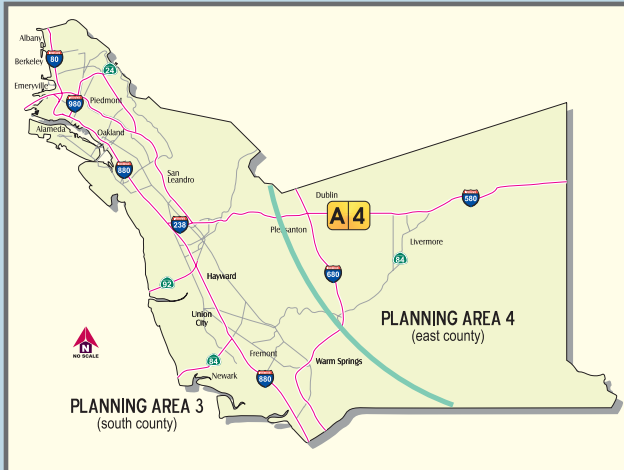 Albany
80
Berkeley
24
Emeryville
980
Piedmont
Alameda
Oakland
880
San
Leandro
Dublin
580
A 4
238
Pleasanton
Livermore
84
680
Hayward
92
Union
City
PLANNING AREA 4
(east county)
N
NO SCALE
Fremont
84
Warm Springs
Newark
880
PLANNING AREA 3
(south county)